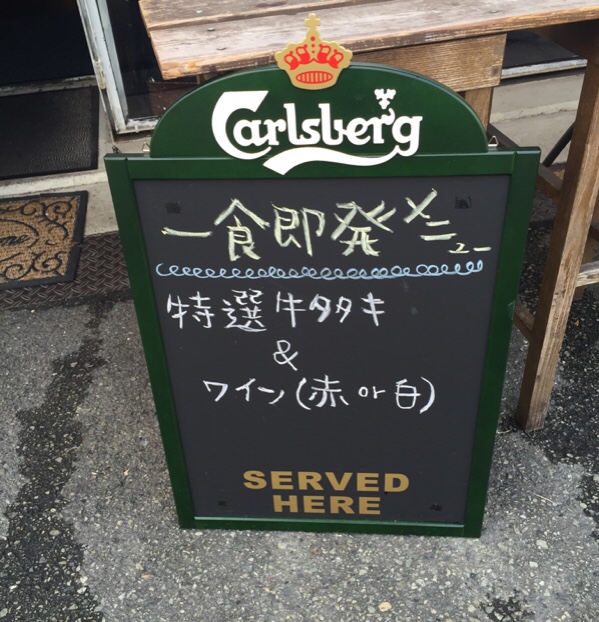 Carlsberg
一食即発メニュー
特選牛タタキ
&
ワイン(赤 or 白)
SERVED
HERE